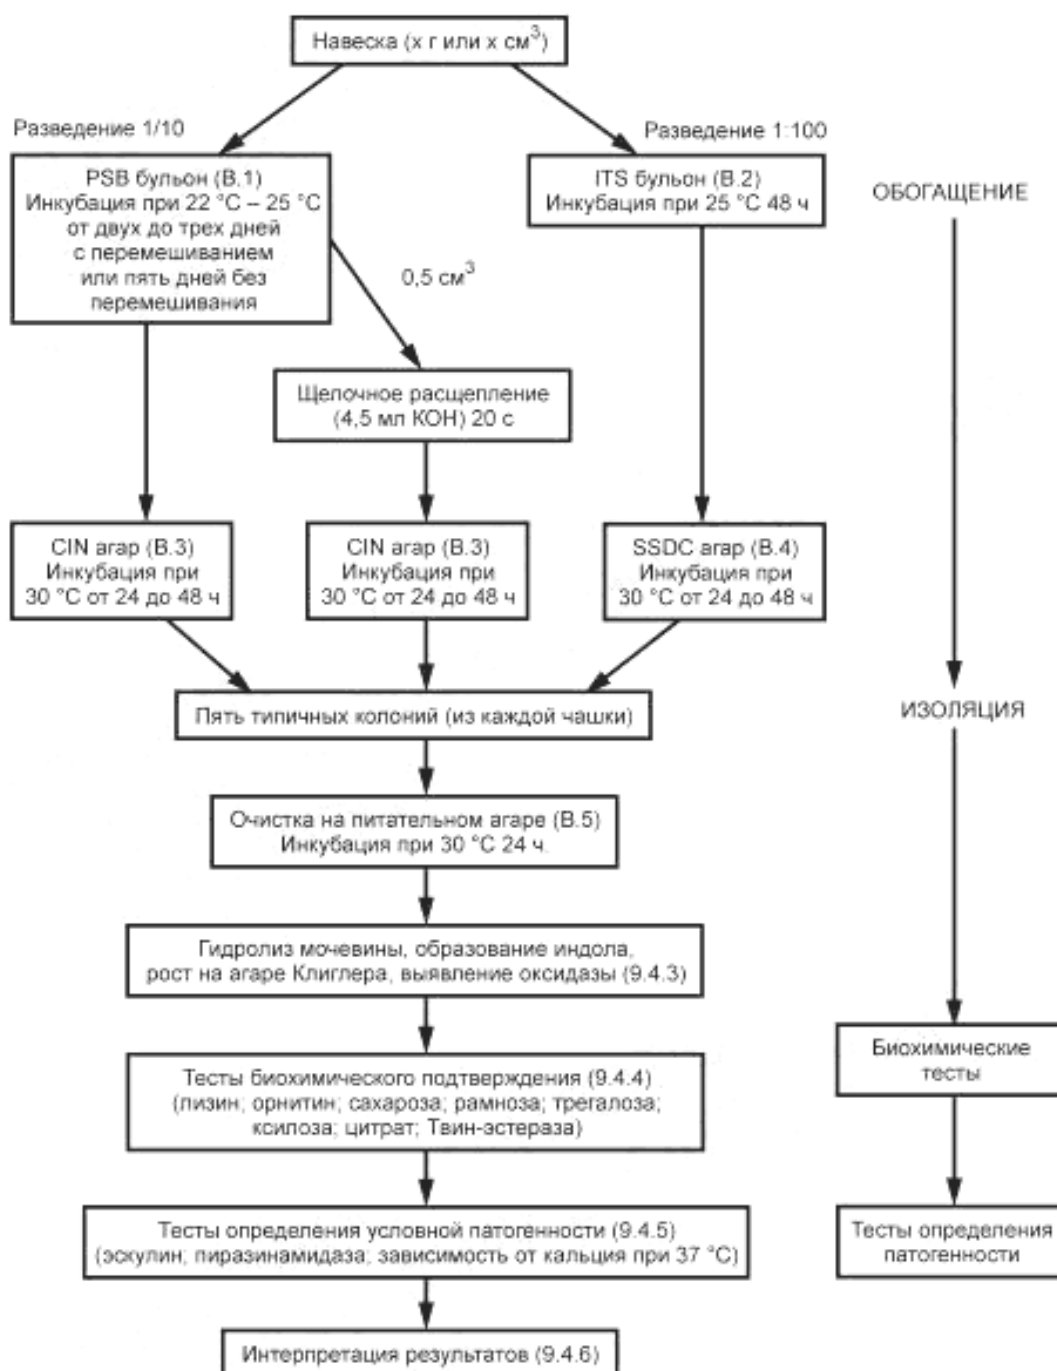 Навеска (х г или х см³)
Разведение 1/10
Разведение 1:100
PSB бульон (В.1)
Инкубация при 22 °С – 25 °С
от двух до трех дней
с перемешиванием
или пять дней без
перемешивания
ITS бульон (В.2)
Инкубация при 25 °С 48 ч
ОБОГАЩЕНИЕ
0,5 см³
Щелочное расщепление
(4,5 мл КОН) 20 с
CIN агар (В.3)
Инкубация при
30 °С от 24 до 48 ч
CIN агар (В.3)
Инкубация при
30 °С от 24 до 48 ч
SSDC агар (В.4)
Инкубация при
30 °С от 24 до 48 ч
Пять типичных колоний (из каждой чашки)
ИЗОЛЯЦИЯ
Очистка на питательном агаре (В.5)
Инкубация при 30 °С 24 ч.
Гидролиз мочевины, образование индола,
рост на агаре Клиглера, выявление оксидазы (9.4.3)
Биохимические
тесты
Тесты биохимического подтверждения (9.4.4)
(лизин; орнитин; сахароза; рамноза; трегалоза;
ксилоза; цитрат; Твин-эстераза)
Тесты определения условной патогенности (9.4.5)
(эскулин; пиразинамидаза; зависимость от кальция при 37 °С)
Тесты определения
патогенности
Интерпретация результатов (9.4.6)